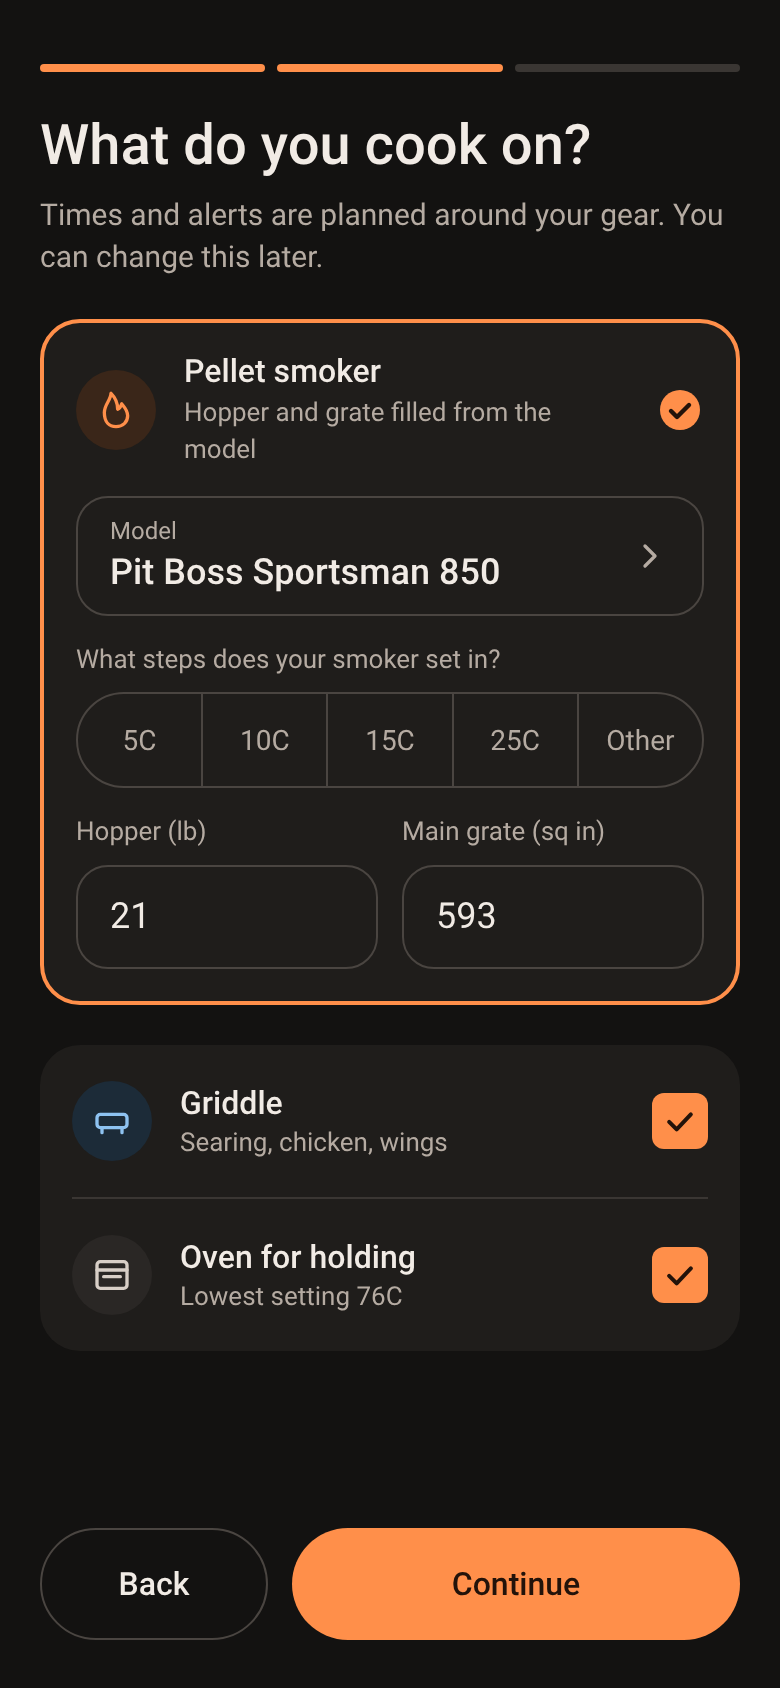 What do you cook on?
Times and alerts are planned around your gear. You
can change this later.
Pellet smoker
Hopper and grate filled from the
model
Model
Pit Boss Sportsman 850
What steps does your smoker set in?
5C 10C 15C 25C Other
Hopper (lb) Main grate (sq in)
21 593
Griddle
Searing, chicken, wings
Oven for holding
Lowest setting 76C
Back Continue